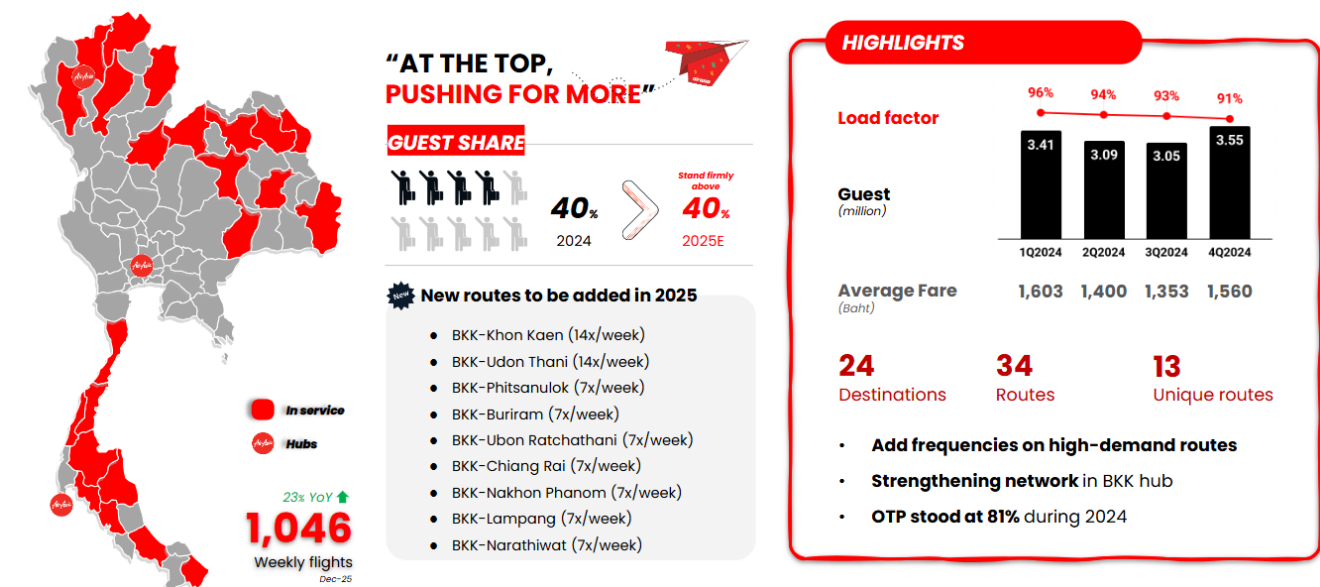 AirAsia
AirAsia
In service
AirAsia
Hubs
AirAsia
23% YoY
1,046
Weekly flights
Dec-25
“AT THE TOP,
PUSHING FOR MORE”
GUEST SHARE
40%
2024
Stand firmly
above
40%
2025E
New
New routes to be added in 2025
● BKK-Khon Kaen (14x/week)
● BKK-Udon Thani (14x/week)
● BKK-Phitsanulok (7x/week)
● BKK-Buriram (7x/week)
● BKK-Ubon Ratchathani (7x/week)
● BKK-Chiang Rai (7x/week)
● BKK-Nakhon Phanom (7x/week)
● BKK-Lampang (7x/week)
● BKK-Narathiwat (7x/week)
HIGHLIGHTS
Load factor
96% 94% 93% 91%
Guest
(million)
3.41 3.09 3.05 3.55
1Q2024 2Q2024 3Q2024 4Q2024
Average Fare
(Baht)
1,603 1,400 1,353 1,560
24 34 13
Destinations Routes Unique routes
• Add frequencies on high-demand routes
• Strengthening network in BKK hub
• OTP stood at 81% during 2024